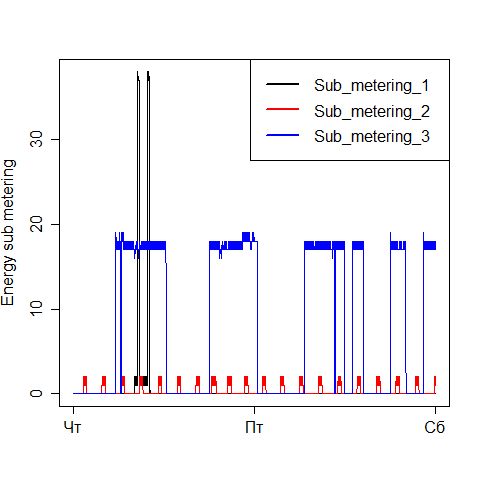 Sub_metering_1
Sub_metering_2
Sub_metering_3
Energy sub metering
30
20
10
0
Чт Пт Сб